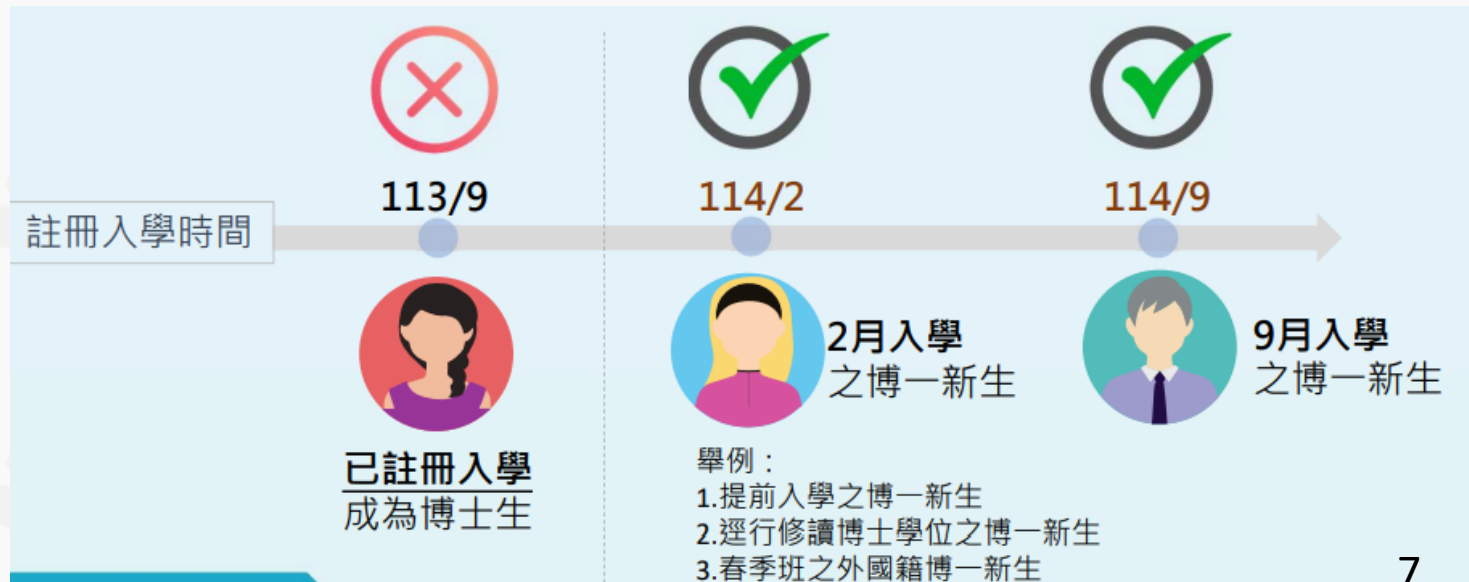 113/9
114/2
114/9
註冊入學時間
已註冊入學
成為博士生
2月入學
之博一新生
9月入學
之博一新生
舉例：
1.提前入學之博一新生
2.逕行修讀博士學位之博一新生
3.春季班之外國籍博一新生
7